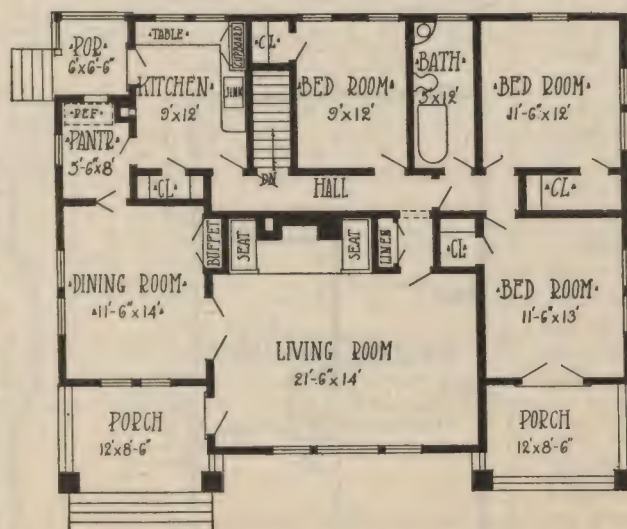 POR
6'x6'-6"
TABLE
KITCHEN
9'x12'
CUPBOARD
SINK
CL
BED ROOM
9'x12'
BATH
5'x12'
BED ROOM
11'-6"x12'
REF
PANTR
5'-6"x8'
CL
DN
HALL
CL
DINING ROOM
11'-6"x14'
BUFFET
SEAT
SEAT
LINEN
CL
BED ROOM
11'-6"x13'
LIVING ROOM
21'-6"x14'
PORCH
12'x8'-6"
PORCH
12'x8'-6"